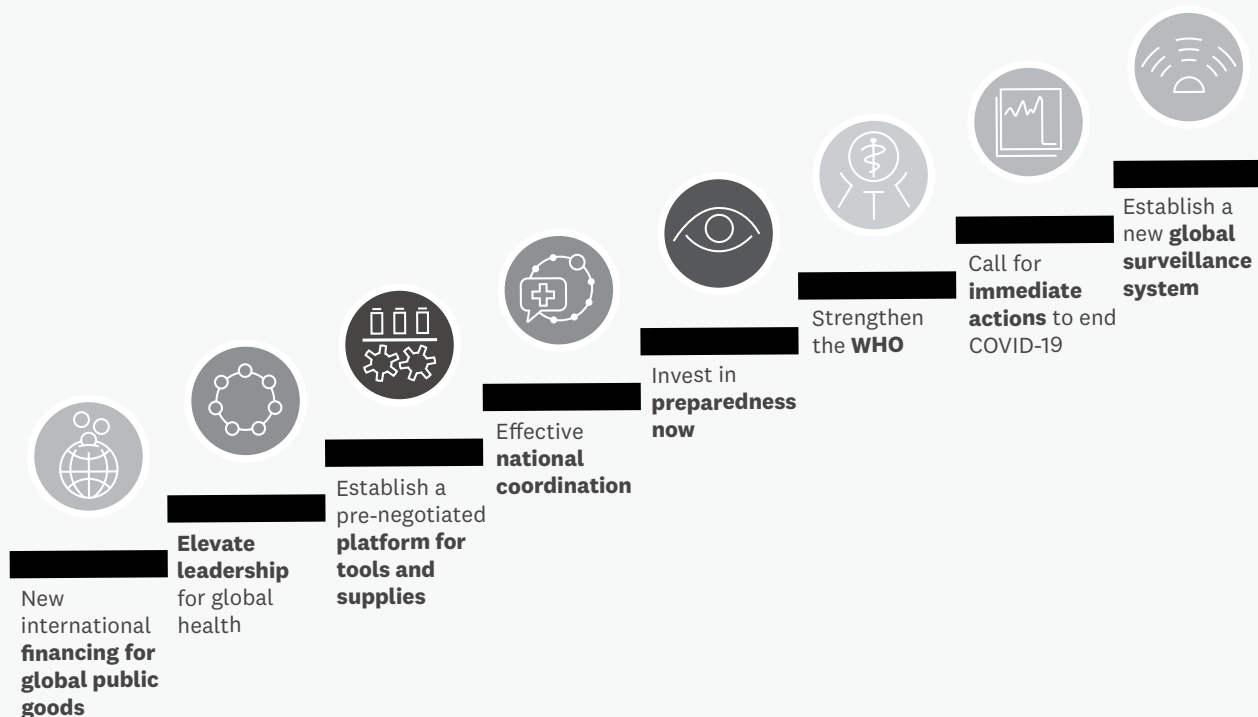 New
international
financing for
global public
goods
Elevate
leadership
for global
health
Establish a
pre-negotiated
platform for
tools and
supplies
Effective
national
coordination
Invest in
preparedness
now
Strengthen
the WHO
Call for
immediate
actions to end
COVID-19
Establish a
new global
surveillance
system